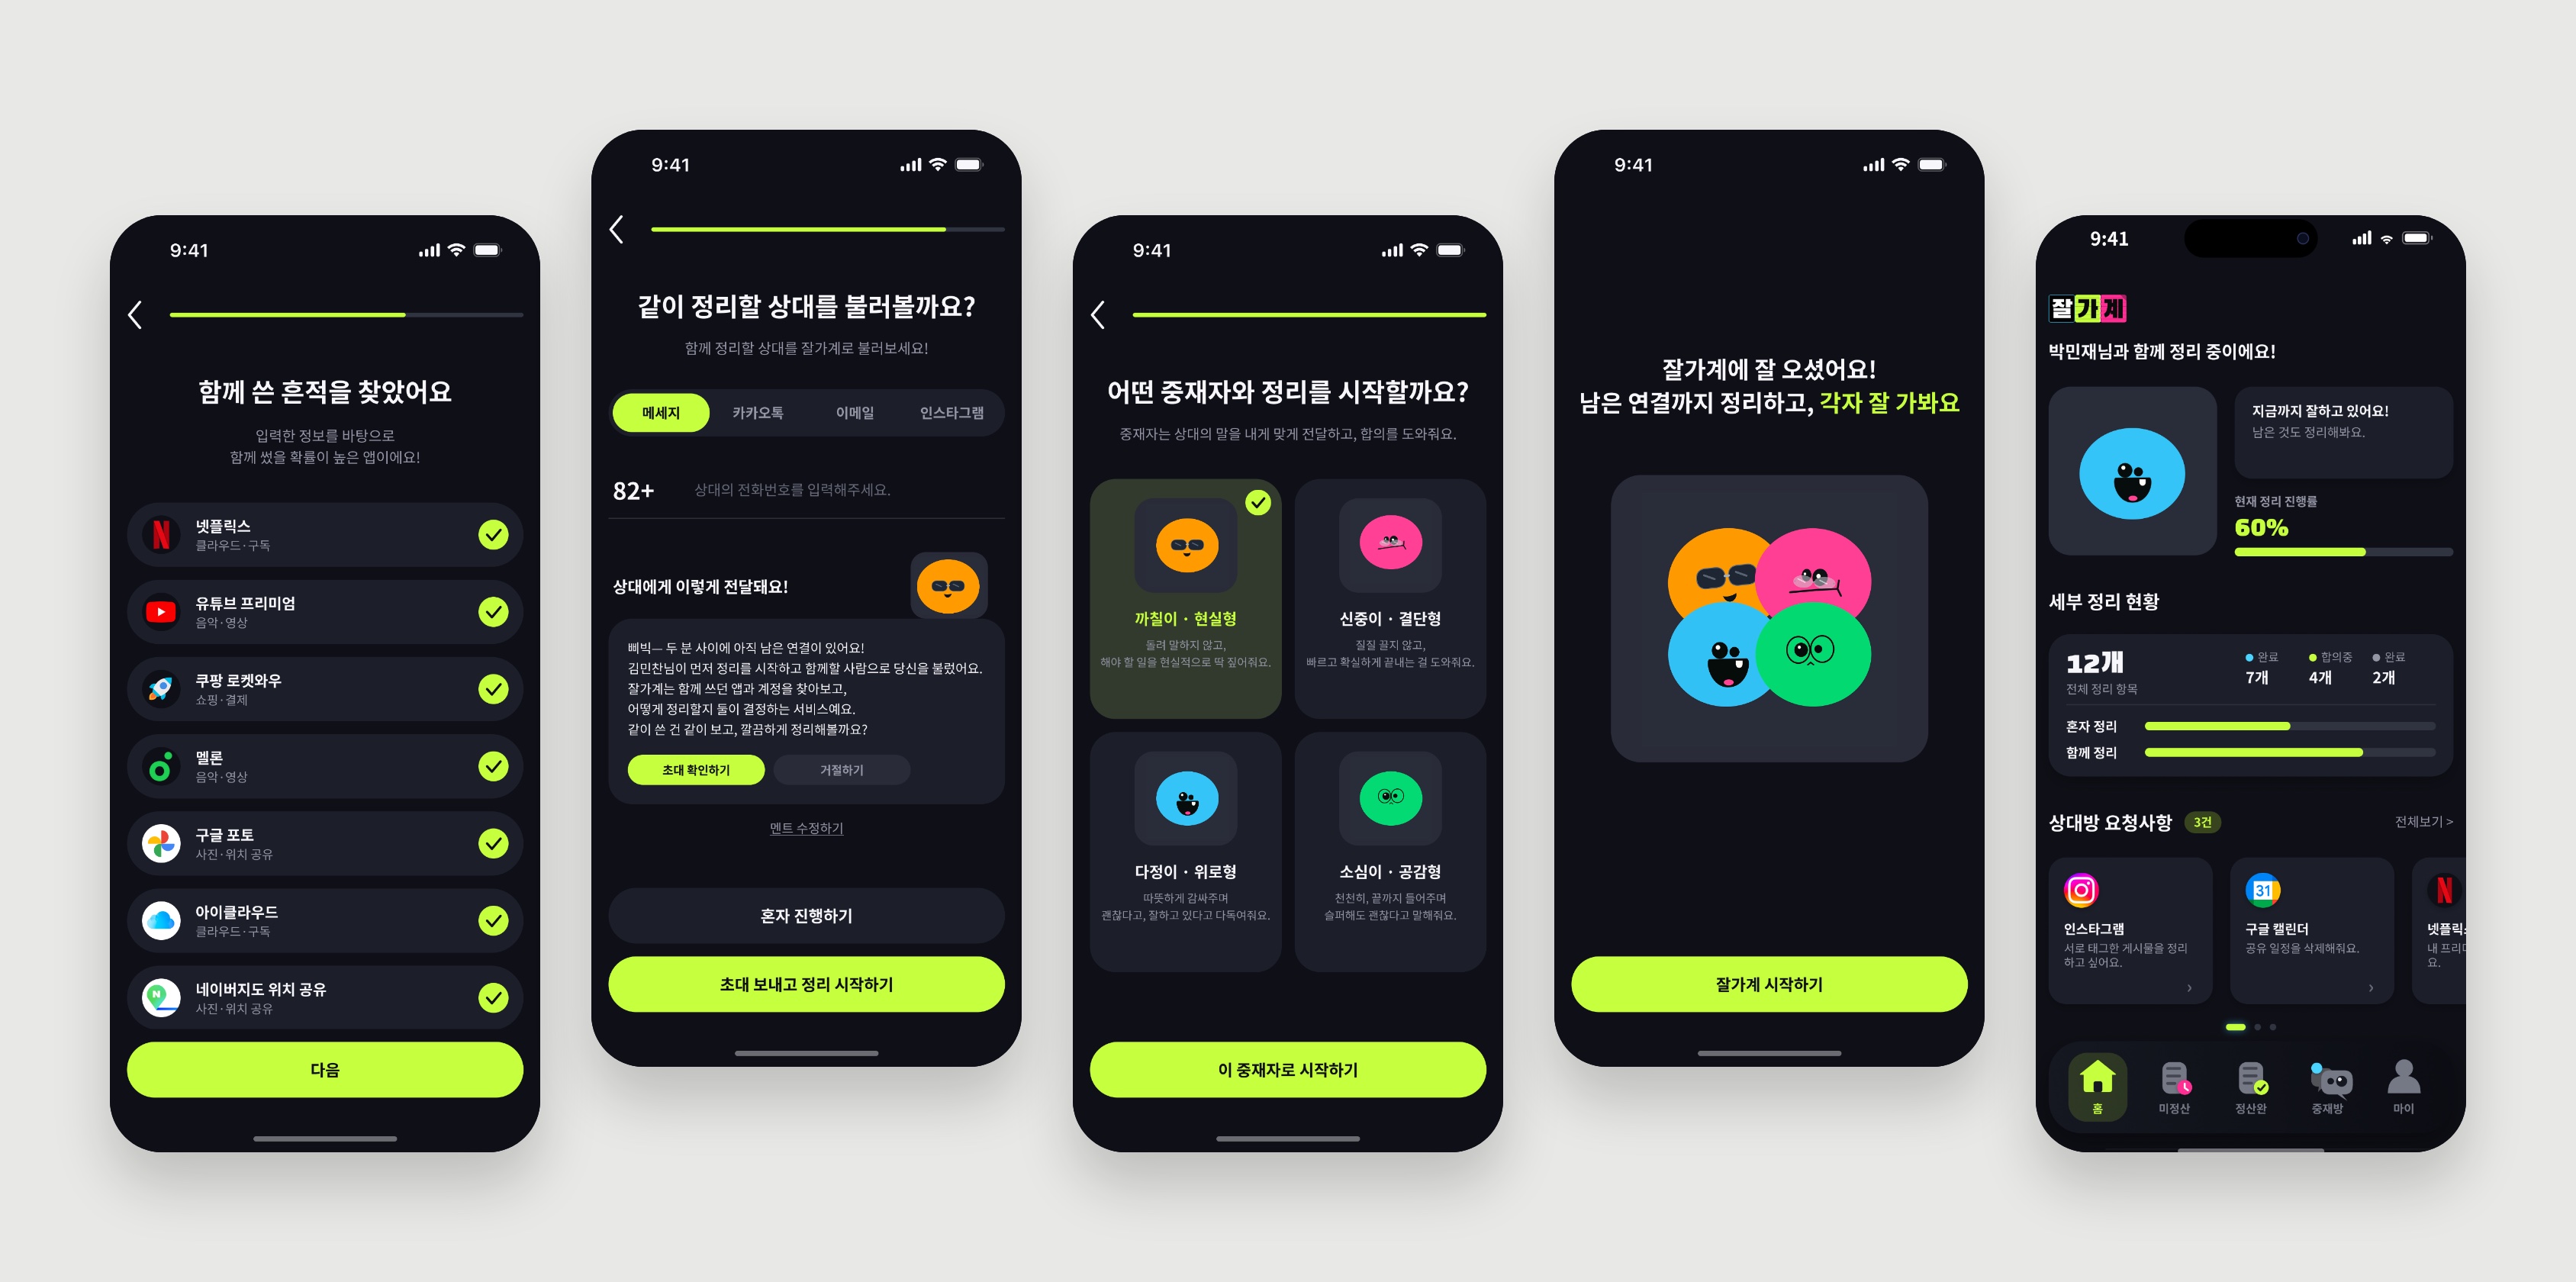 9:41
함께 쓴 흔적을 찾았어요
입력한 정보를 바탕으로
함께 썼을 확률이 높은 앱이에요!
넷플릭스
클라우드·구독
유튜브 프리미엄
음악·영상
쿠팡 로켓와우
쇼핑·결제
멜론
음악·영상
구글 포토
사진·위치 공유
아이클라우드
클라우드·구독
N
네이버지도 위치 공유
사진·위치 공유
다음
9:41
같이 정리할 상대를 불러볼까요?
함께 정리할 상대를 잘가계로 불러보세요!
메세지 카카오톡 이메일 인스타그램
82+ 상대의 전화번호를 입력해주세요.
상대에게 이렇게 전달돼요!
삐빅— 두 분 사이에 아직 남은 연결이 있어요!
김민찬님이 먼저 정리를 시작하고 함께할 사람으로 당신을 불렀어요.
잘가계는 함께 쓰던 앱과 계정을 찾아보고,
어떻게 정리할지 둘이 결정하는 서비스예요.
같이 쓴 건 같이 보고, 깔끔하게 정리해볼까요?
초대 확인하기 거절하기
멘트 수정하기
혼자 진행하기
초대 보내고 정리 시작하기
9:41
어떤 중재자와 정리를 시작할까요?
중재자는 상대의 말을 내게 맞게 전달하고, 합의를 도와줘요.
까칠이 · 현실형
돌려 말하지 않고,
해야 할 일을 현실적으로 딱 짚어줘요.
신중이 · 결단형
질질 끌지 않고,
빠르고 확실하게 끝내는 걸 도와줘요.
다정이 · 위로형
따뜻하게 감싸주며
괜찮다고, 잘하고 있다고 다독여줘요.
소심이 · 공감형
천천히, 끝까지 들어주며
슬퍼해도 괜찮다고 말해줘요.
이 중재자로 시작하기
9:41
잘가계에 잘 오셨어요!
남은 연결까지 정리하고, 각자 잘 가봐요
잘가계 시작하기
9:41
잘가계
박민재님과 함께 정리 중이에요!
지금까지 잘하고 있어요!
남은 것도 정리해봐요.
현재 정리 진행률
60%
세부 정리 현황
12개
전체 정리 항목
완료 합의중 완료
7개 4개 2개
혼자 정리
함께 정리
상대방 요청사항 3건 전체보기 >
인스타그램
서로 태그한 게시물을 정리
하고 싶어요.
31
구글 캘린더
공유 일정을 삭제해줘요.
넷플릭
내 프리
요.
홈 미정산 정산완 중재방 마이